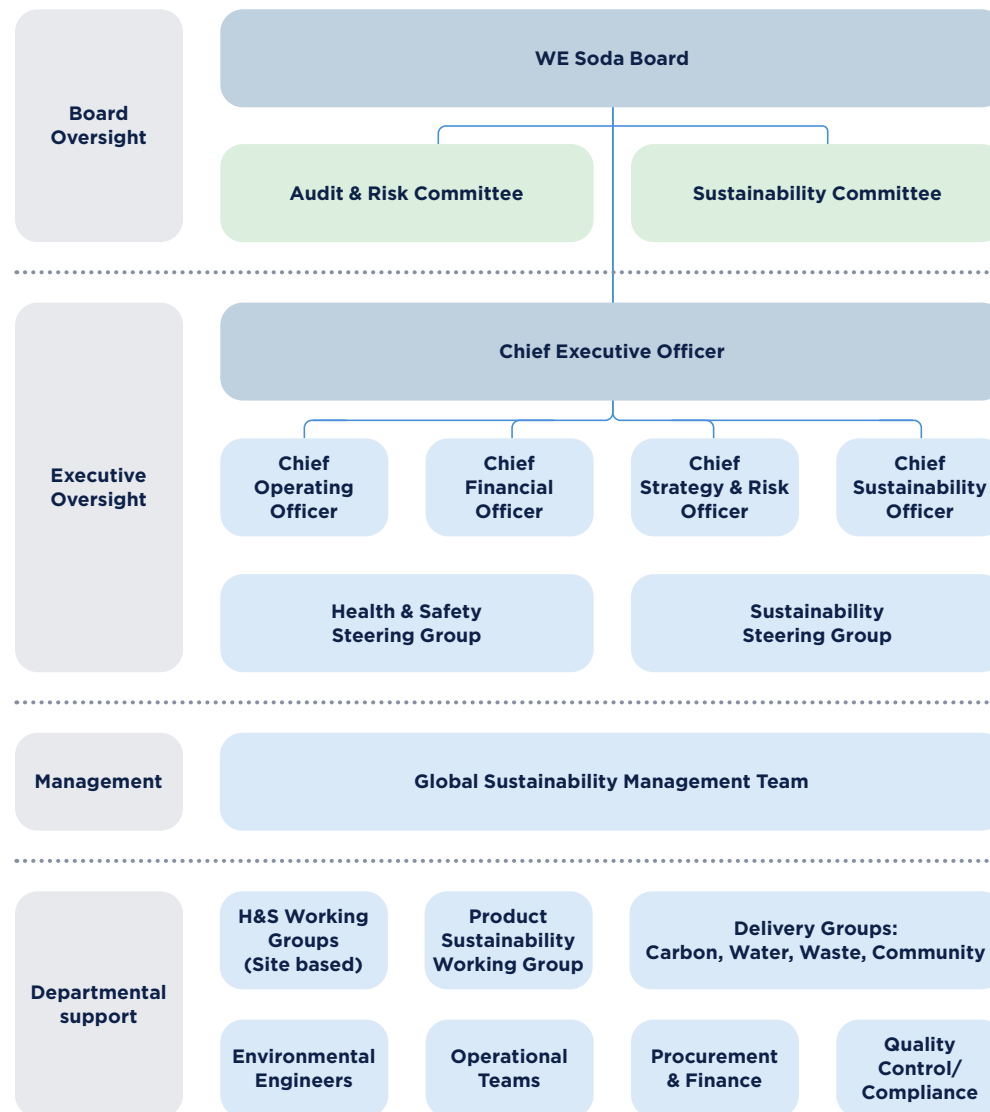 Board
Oversight
WE Soda Board
Audit & Risk Committee
Sustainability Committee
Executive
Oversight
Chief Executive Officer
Chief
Operating
Officer
Chief
Financial
Officer
Chief
Strategy & Risk
Officer
Chief
Sustainability
Officer
Health & Safety
Steering Group
Sustainability
Steering Group
Management
Global Sustainability Management Team
Departmental
support
H&S Working
Groups
(Site based)
Product
Sustainability
Working Group
Delivery Groups:
Carbon, Water, Waste, Community
Environmental
Engineers
Operational
Teams
Procurement
& Finance
Quality
Control/
Compliance